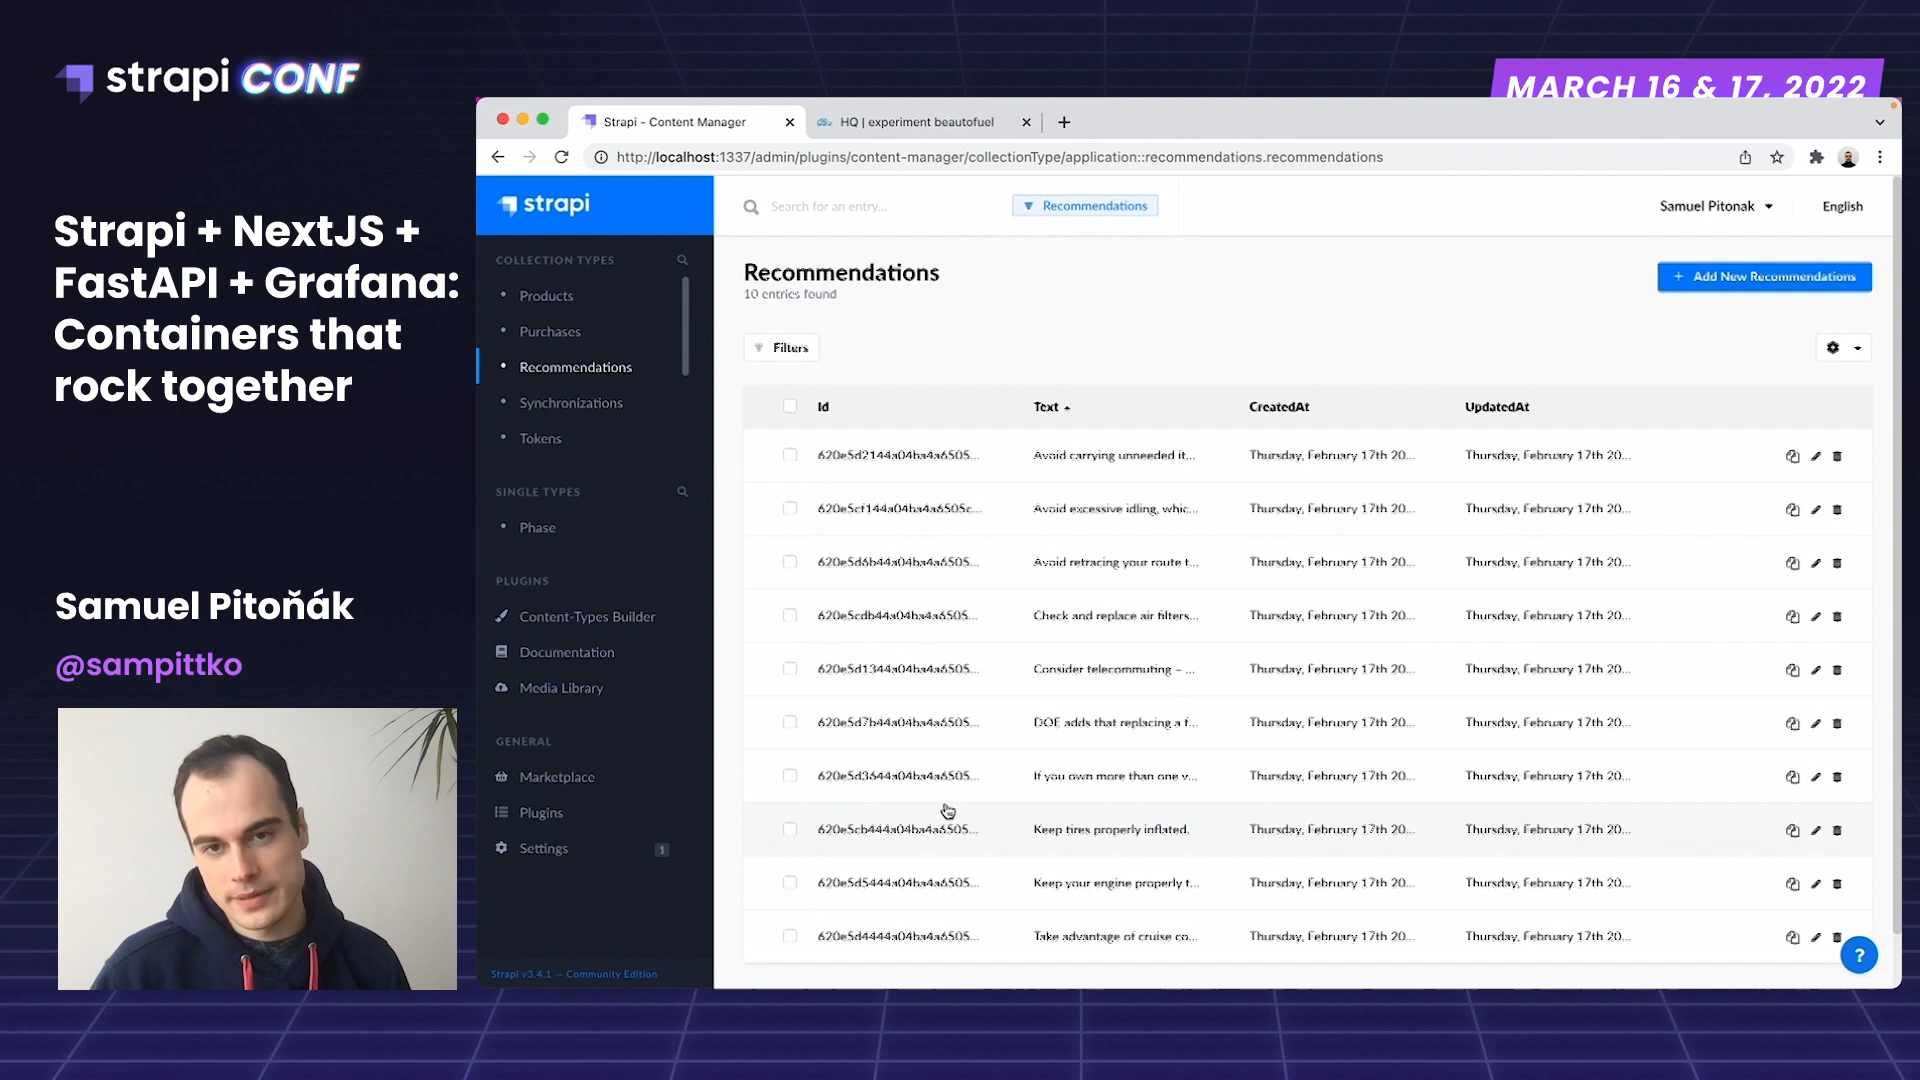 strapi CONF
MARCH 16 & 17, 2022
Strapi + NextJS +
FastAPI + Grafana:
Containers that
rock together
Samuel Pitoňák
@sampittko
Strapi - Content Manager
HQ | experiment beautofuel
http://localhost:1337/admin/plugins/content-manager/collectionType/application::recommendations.recommendations
strapi
Search for an entry...
Recommendations
Samuel Pitonak
English
COLLECTION TYPES
Products
Purchases
Recommendations
Synchronizations
Tokens
SINGLE TYPES
Phase
PLUGINS
Content-Types Builder
Documentation
Media Library
GENERAL
Marketplace
Plugins
Settings
1
Strapi v3.4.1 — Community Edition
Recommendations
10 entries found
+ Add New Recommendations
Filters
Id Text CreatedAt UpdatedAt
620e5d2144a04ba4a6505... Avoid carrying unneeded it... Thursday, February 17th 20... Thursday, February 17th 20...
620e5cf144a04ba4a6505c... Avoid excessive idling, whic... Thursday, February 17th 20... Thursday, February 17th 20...
620e5d6b44a04ba4a6505... Avoid retracing your route t... Thursday, February 17th 20... Thursday, February 17th 20...
620e5cdb44a04ba4a6505... Check and replace air filters... Thursday, February 17th 20... Thursday, February 17th 20...
620e5d1344a04ba4a6505... Consider telecommuting – ... Thursday, February 17th 20... Thursday, February 17th 20...
620e5d7b44a04ba4a6505... DOE adds that replacing a f... Thursday, February 17th 20... Thursday, February 17th 20...
620e5d3644a04ba4a6505... If you own more than one v... Thursday, February 17th 20... Thursday, February 17th 20...
620e5cb444a04ba4a6505... Keep tires properly inflated. Thursday, February 17th 20... Thursday, February 17th 20...
620e5d5444a04ba4a6505... Keep your engine properly t... Thursday, February 17th 20... Thursday, February 17th 20...
620e5d4444a04ba4a6505... Take advantage of cruise co... Thursday, February 17th 20... Thursday, February 17th 20...
?